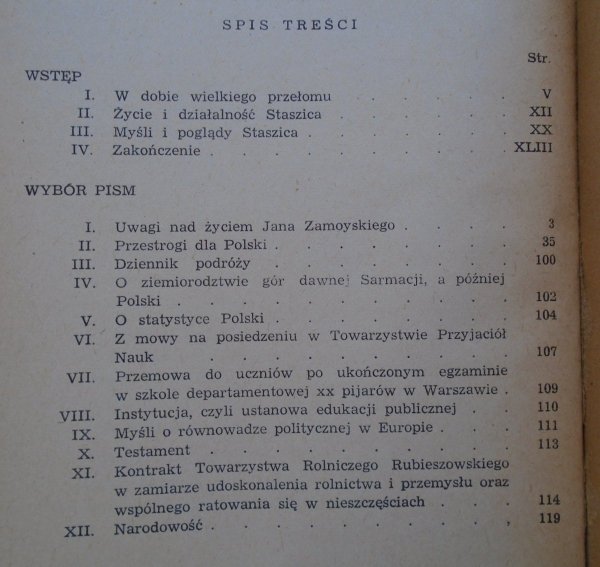 SPIS TREŚCI
Str.
WSTĘP
I. W dobie wielkiego przełomu . . . . . V
II. Życie i działalność Staszica . . . . . XII
III. Myśli i poglądy Staszica . . . . . . XX
IV. Zakończenie . . . . . . . . XLIII
WYBÓR PISM
I. Uwagi nad życiem Jana Zamoyskiego . . . . 3
II. Przestrogi dla Polski . . . . . . . 35
III. Dziennik podróży . . . . . . . 100
IV. O ziemiorodztwie gór dawnej Sarmacji, a później
Polski . . . . . . . . . . 102
V. O statystyce Polski . . . . . . . 104
VI. Z mowy na posiedzeniu w Towarzystwie Przyjaciół
Nauk . . . . . . . . . 107
VII. Przemowa do uczniów po ukończonym egzaminie
w szkole departamentowej xx pijarów w Warszawie . 109
VIII. Instytucja, czyli ustanowa edukacji publicznej . . 110
IX. Myśli o równowadze politycznej w Europie . . . 111
X. Testament . . . . . . . . . 113
XI. Kontrakt Towarzystwa Rolniczego Rubieszowskiego
w zamiarze udoskonalenia rolnictwa i przemysłu oraz
wspólnego ratowania się w nieszczęściach . . . 114
XII. Narodowość . . . . . . . . , 119